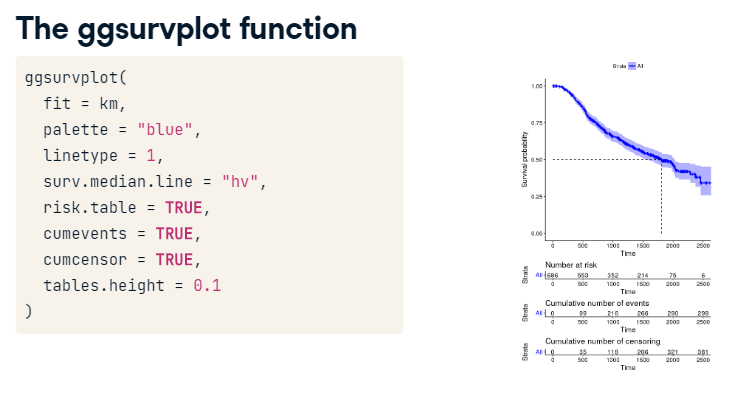 The ggsurvplot function
ggsurvplot(
fit = km,
palette = "blue",
linetype = 1,
surv.median.line = "hv",
risk.table = TRUE,
cumevents = TRUE,
cumcensor = TRUE,
tables.height = 0.1
)
Strata All
Survival probability
1.00
0.75
0.50
0.25
0.00
0 500 1000 1500 2000 2500
Time
Number at risk
Strata
All 686 563 352 214 75 6
0 500 1000 1500 2000 2500
Time
Cumulative number of events
Strata
All 0 99 216 266 290 299
0 500 1000 1500 2000 2500
Time
Cumulative number of censoring
Strata
All 0 35 118 206 321 381
0 500 1000 1500 2000 2500
Time